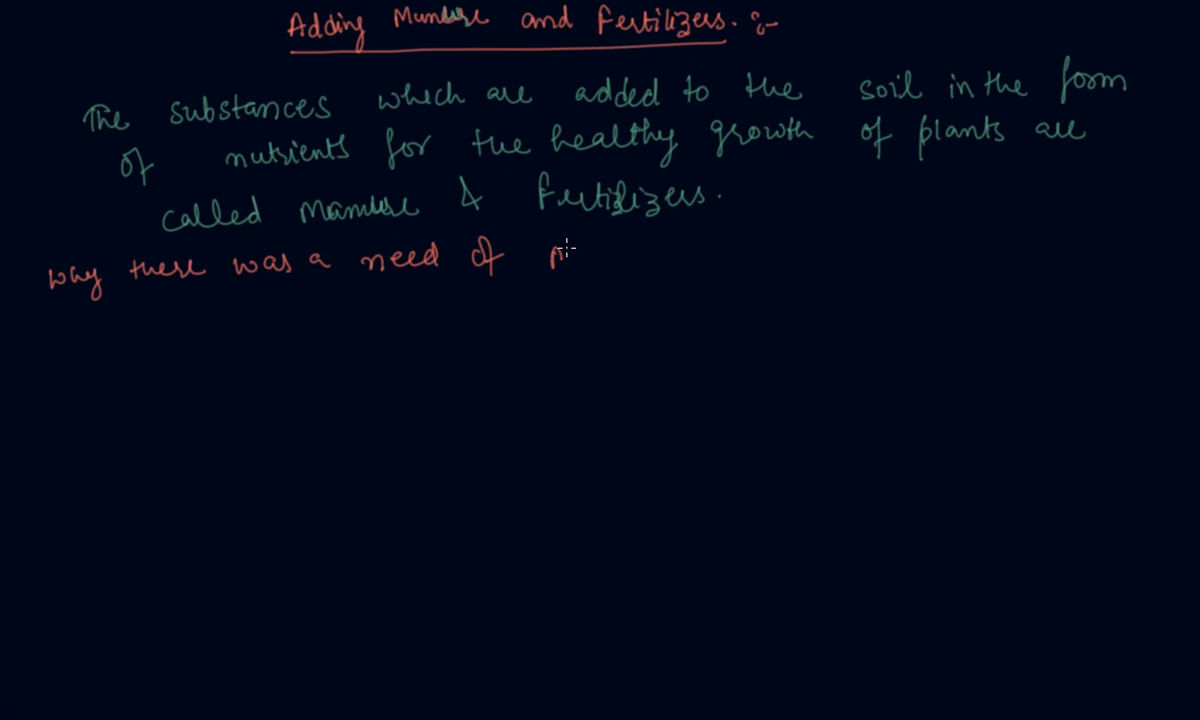 Adding Manure and Fertilizers. :-
The substances which are added to the soil in the form
of nutrients for the healthy growth of plants are
called Manure & Fertilizers.
Why there was a need of